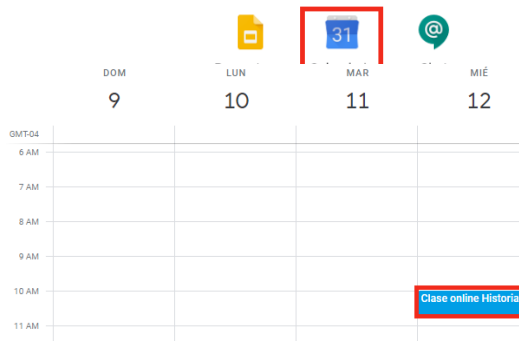 31
DOM LUN MAR MIÉ
9 10 11 12
GMT-04
6 AM
7 AM
8 AM
9 AM
10 AM
Clase online Historia
11 AM